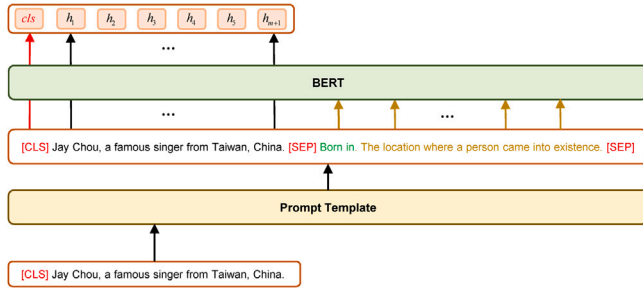 cls h1 h2 h3 h4 h5 hm+1
...
BERT
... ...
[CLS] Jay Chou, a famous singer from Taiwan, China. [SEP] Born in. The location where a person came into existence. [SEP]
Prompt Template
[CLS] Jay Chou, a famous singer from Taiwan, China.